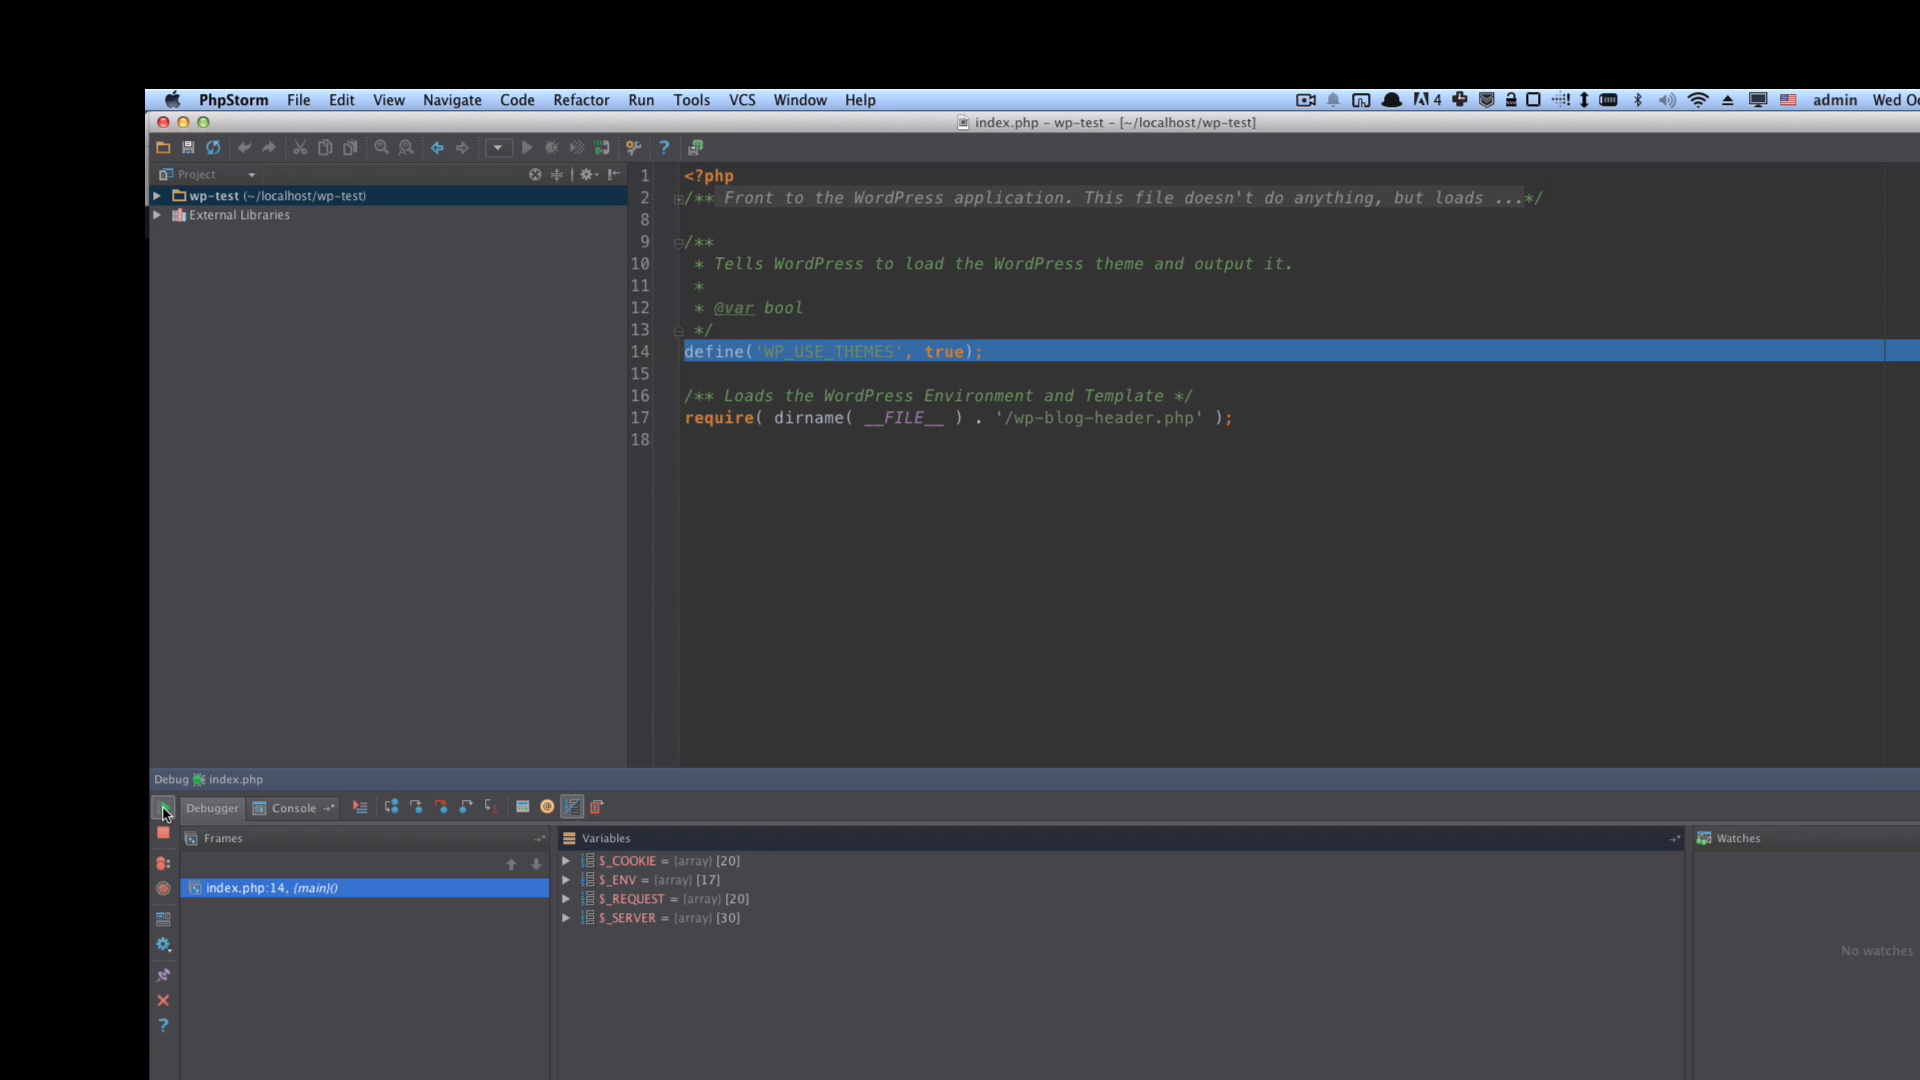 PhpStorm File Edit View Navigate Code Refactor Run Tools VCS Window Help 4 admin Wed
index.php – wp-test – [~/localhost/wp-test]
Project
wp-test (~/localhost/wp-test)
External Libraries
1 <?php
2 /** Front to the WordPress application. This file doesn't do anything, but loads ...*/
8
9 /**
10 * Tells WordPress to load the WordPress theme and output it.
11 *
12 * @var bool
13 */
14 define('WP_USE_THEMES', true);
15
16 /** Loads the WordPress Environment and Template */
17 require( dirname( __FILE__ ) . '/wp-blog-header.php' );
18
Debug index.php
Debugger Console
Frames
index.php:14, {main}()
Variables
$_COOKIE = {array} [20]
$_ENV = {array} [17]
$_REQUEST = {array} [20]
$_SERVER = {array} [30]
Watches
No watches